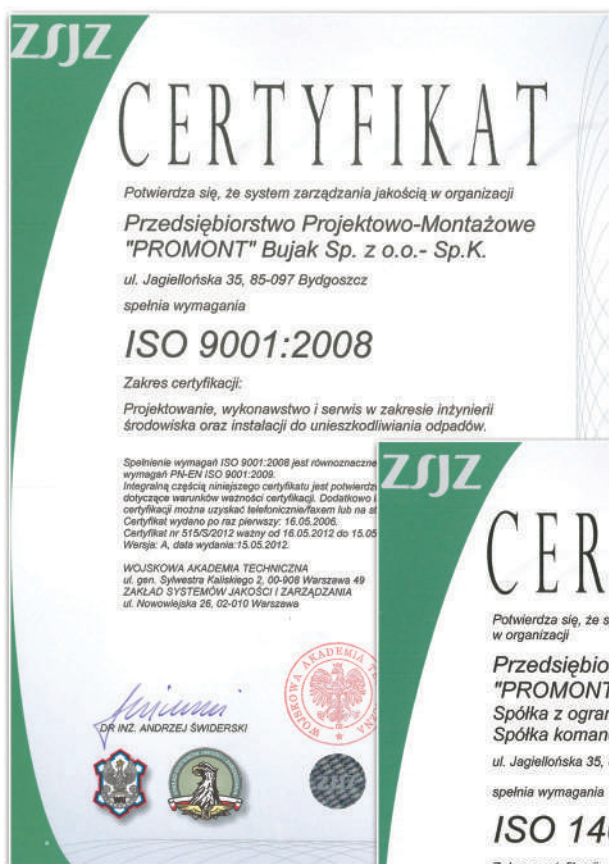 ZSJZ
CERTYFIKAT
Potwierdza się, że system zarządzania jakością w organizacji
Przedsiębiorstwo Projektowo-Montażowe
"PROMONT" Bujak Sp. z o.o.- Sp.K.
ul. Jagiellońska 35, 85-097 Bydgoszcz
spełnia wymagania
ISO 9001:2008
Zakres certyfikacji:
Projektowanie, wykonawstwo i serwis w zakresie inżynierii
środowiska oraz instalacji do unieszkodliwiania odpadów.
Spełnienie wymagań ISO 9001:2008 jest równoznaczne
wymagań PN-EN ISO 9001:2009.
Integralną częścią niniejszego certyfikatu jest potwierdz
dotyczące warunków ważności certyfikacji. Dodatkowo
certyfikacji można uzyskać telefonicznie/faxem lub na st
Certyfikat wydano po raz pierwszy: 16.05.2006.
Certyfikat nr 515/S/2012 ważny od 16.05.2012 do 15.05
Wersja: A, data wydania:15.05.2012.
WOJSKOWA AKADEMIA TECHNICZNA
ul. gen. Sylwestra Kaliskiego 2, 00-908 Warszawa 49
ZAKŁAD SYSTEMÓW JAKOŚCI I ZARZĄDZANIA
ul. Nowowiejska 26, 02-010 Warszawa
WOJSKOWA AKADEMIA TECHNICZNA
DR INŻ. ANDRZEJ ŚWIDERSKI
ZSJZ
CER
Potwierdza się, że s
w organizacji
Przedsiębio
"PROMONT
Spółka z ogran
Spółka koman
ul. Jagiellońska 35,
spełnia wymagania
ISO 140